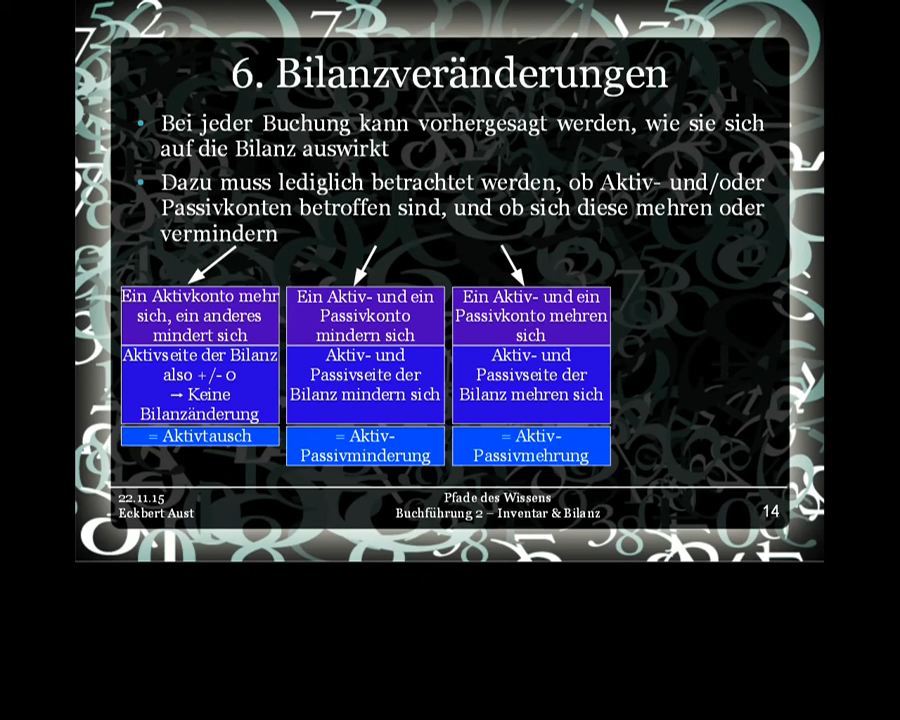 6. Bilanzveränderungen
Bei jeder Buchung kann vorhergesagt werden, wie sie sich
auf die Bilanz auswirkt
Dazu muss lediglich betrachtet werden, ob Aktiv- und/oder
Passivkonten betroffen sind, und ob sich diese mehren oder
vermindern
Ein Aktivkonto mehr
sich, ein anderes
mindert sich
Aktivseite der Bilanz
also +/- 0
→ Keine
Bilanzänderung
= Aktivtausch
Ein Aktiv- und ein
Passivkonto
mindern sich
Aktiv- und
Passivseite der
Bilanz mindern sich
= Aktiv-
Passivminderung
Ein Aktiv- und ein
Passivkonto mehren
sich
Aktiv- und
Passivseite der
Bilanz mehren sich
= Aktiv-
Passivmehrung
22.11.15
Eckbert Aust
Pfade des Wissens
Buchführung 2 – Inventar & Bilanz
14